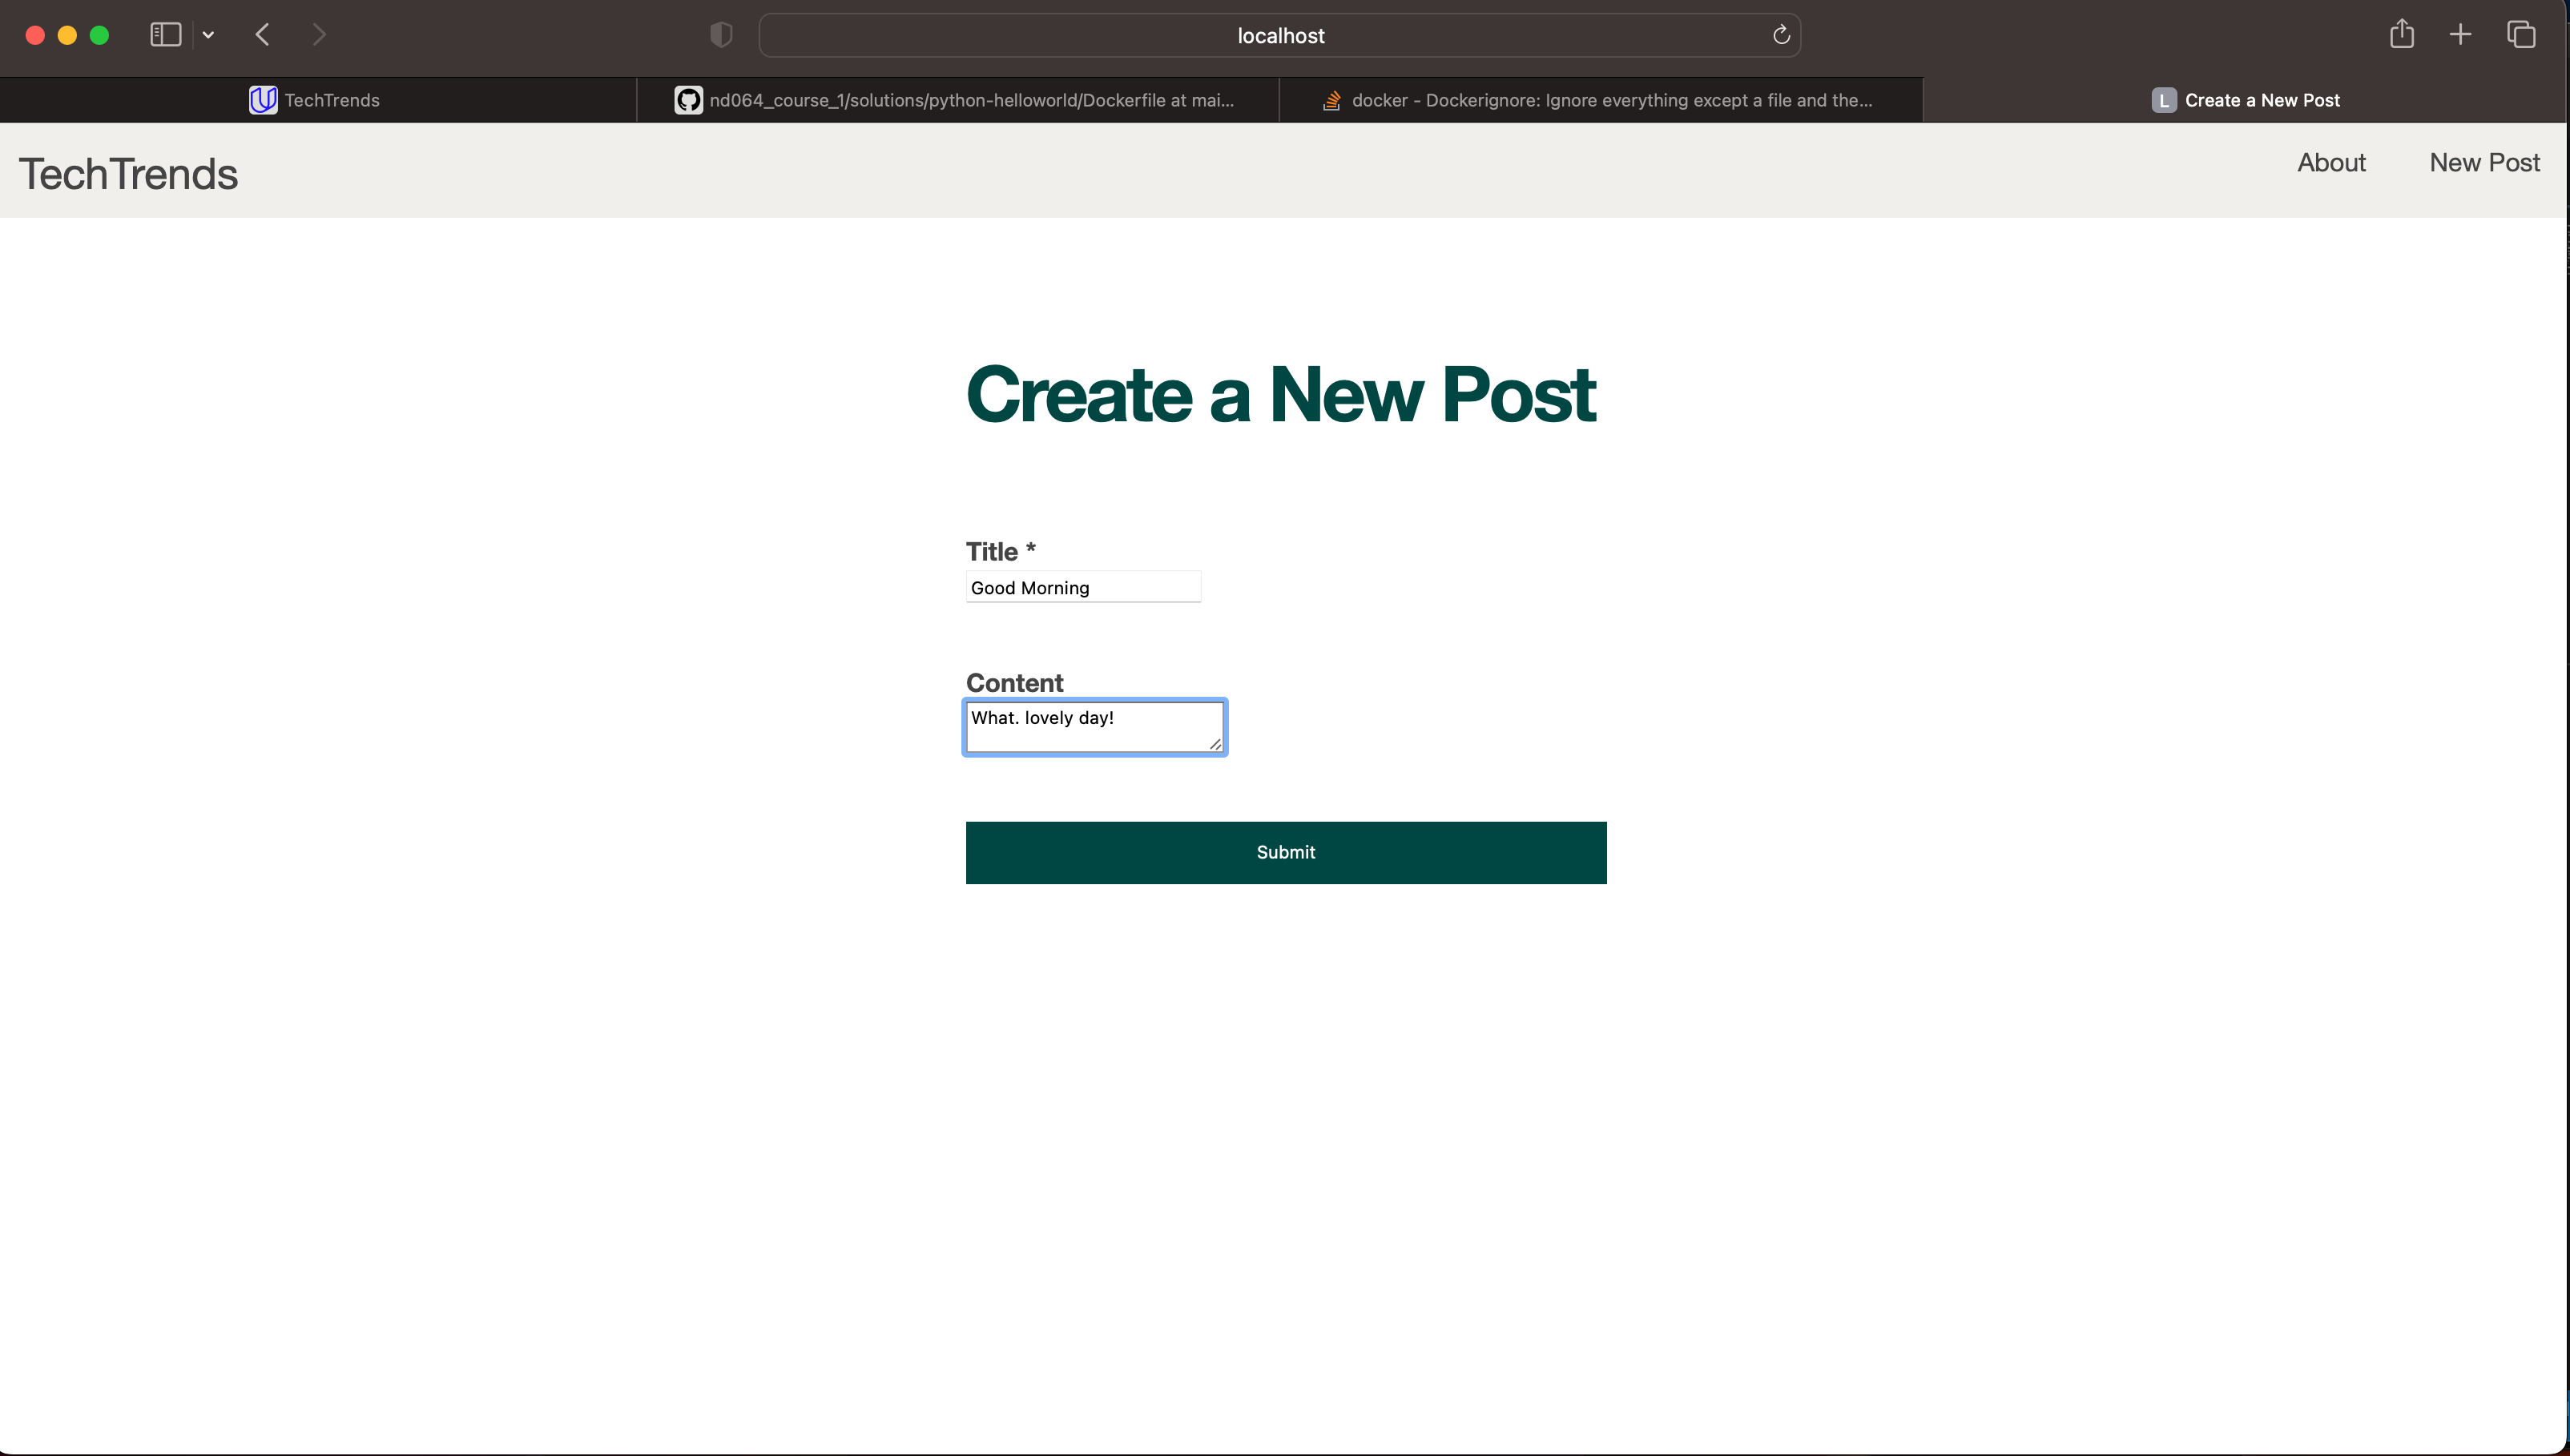 localhost
TechTrends
nd064_course_1/solutions/python-helloworld/Dockerfile at mai...
docker - Dockerignore: Ignore everything except a file and the...
L Create a New Post
TechTrends
About
New Post
Create a New Post
Title *
Good Morning
Content
What. lovely day!
Submit